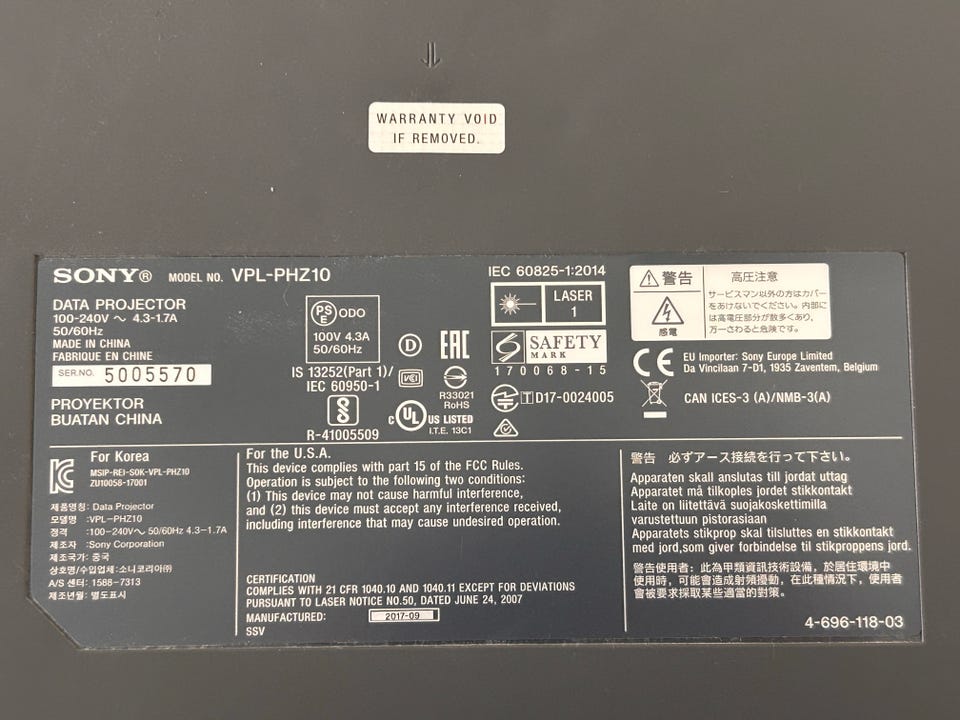 WARRANTY VOID
IF REMOVED.
SONY® MODEL NO. VPL-PHZ10
DATA PROJECTOR
100-240V ~ 4.3-1.7A
50/60Hz
MADE IN CHINA
FABRIQUE EN CHINE
SER.NO. 5005570
PROYEKTOR
BUATAN CHINA
PSE ODO
100V 4.3A
50/60Hz
IS 13252(Part 1)/
IEC 60950-1
R-41005509
D
EAC
VCI
R33021
RoHS
c UL US LISTED
I.T.E. 13C1
IEC 60825-1:2014
LASER
1
S SAFETY
MARK
170068-15
T D17-0024005
警告
感電
高圧注意
サービスマン以外の方はカバー
をあけないでください。内部に
は高電圧部分が数多くあり、
万一さわると危険です。
CE EU Importer: Sony Europe Limited
Da Vincilaan 7-D1, 1935 Zaventem, Belgium
CAN ICES-3 (A)/NMB-3(A)
For Korea
MSIP-REI-SOK-VPL-PHZ10
ZU10058-17001
제품명칭: Data Projector
모델명 :VPL-PHZ10
정격 :100-240V~ 50/60Hz 4.3-1.7A
제조자 :Sony Corporation
제조국가: 중국
상호명/수입업체:소니코리아㈜
A/S 센터: 1588-7313
제조년월: 별도표시
For the U.S.A.
This device complies with part 15 of the FCC Rules.
Operation is subject to the following two conditions:
(1) This device may not cause harmful interference,
and (2) this device must accept any interference received,
including interference that may cause undesired operation.
CERTIFICATION
COMPLIES WITH 21 CFR 1040.10 AND 1040.11 EXCEPT FOR DEVIATIONS
PURSUANT TO LASER NOTICE NO.50, DATED JUNE 24, 2007
MANUFACTURED: 2017-09
SSV
警告 必ずアース接続を行って下さい。
Apparaten skall anslutas till jordat uttag
Apparatet må tilkoples jordet stikkontakt
Laite on liitettävä suojakoskettimilla
varustettuun pistorasiaan
Apparatets stikprop skal tilsluttes en stikkontakt
med jord,som giver forbindelse til stikproppens jord.
警告使用者: 此為甲類資訊技術設備，於居住環境中
使用時，可能會造成射頻擾動，在此種情況下，使用者
會被要求採取某些適當的對策。
4-696-118-03